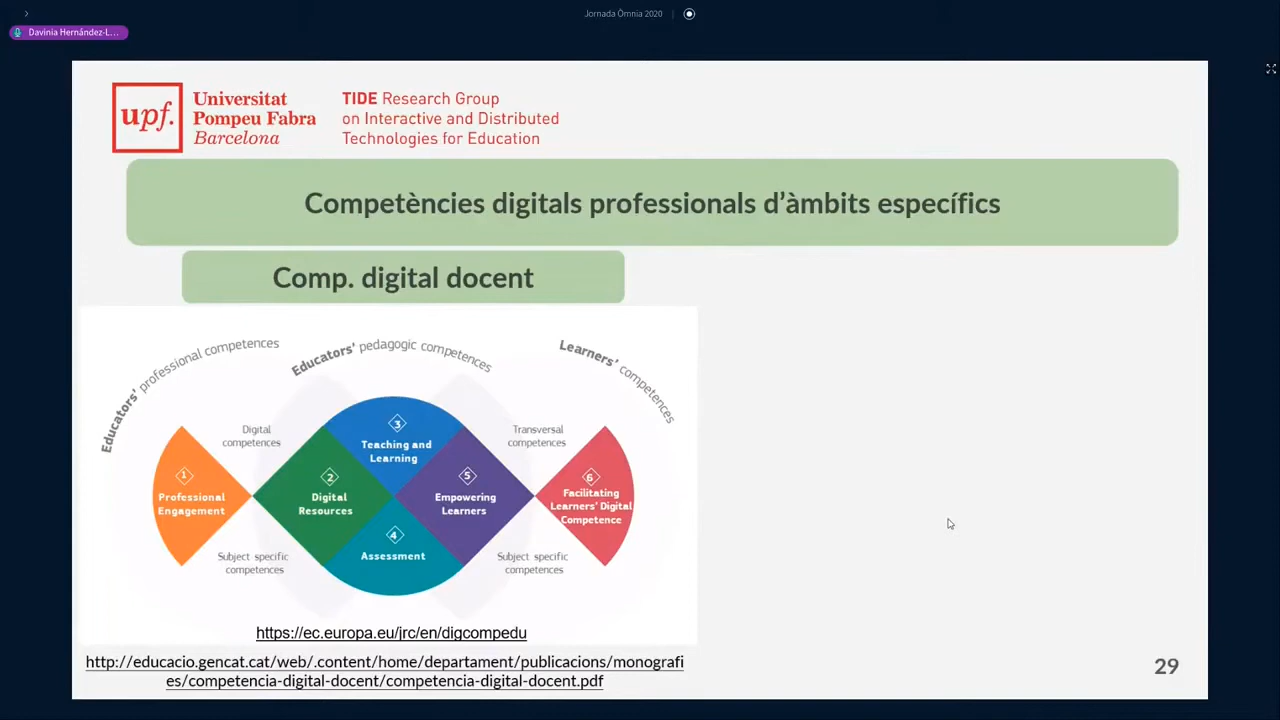 Jornada Òmnia 2020
Davinia Hernández-L...
upf.
Universitat
Pompeu Fabra
Barcelona
TIDE Research Group
on Interactive and Distributed
Technologies for Education
Competències digitals professionals d'àmbits específics
Comp. digital docent
Educators' professional competences
Educators' pedagogic competences
Learners' competences
Digital
competences
Transversal
competences
1
Professional
Engagement
2
Digital
Resources
3
Teaching and
Learning
4
Assessment
5
Empowering
Learners
6
Facilitating
Learners' Digital
Competence
Subject specific
competences
Subject specific
competences
https://ec.europa.eu/jrc/en/digcompedu
http://educacio.gencat.cat/web/.content/home/departament/publicacions/monografi
es/competencia-digital-docent/competencia-digital-docent.pdf
29